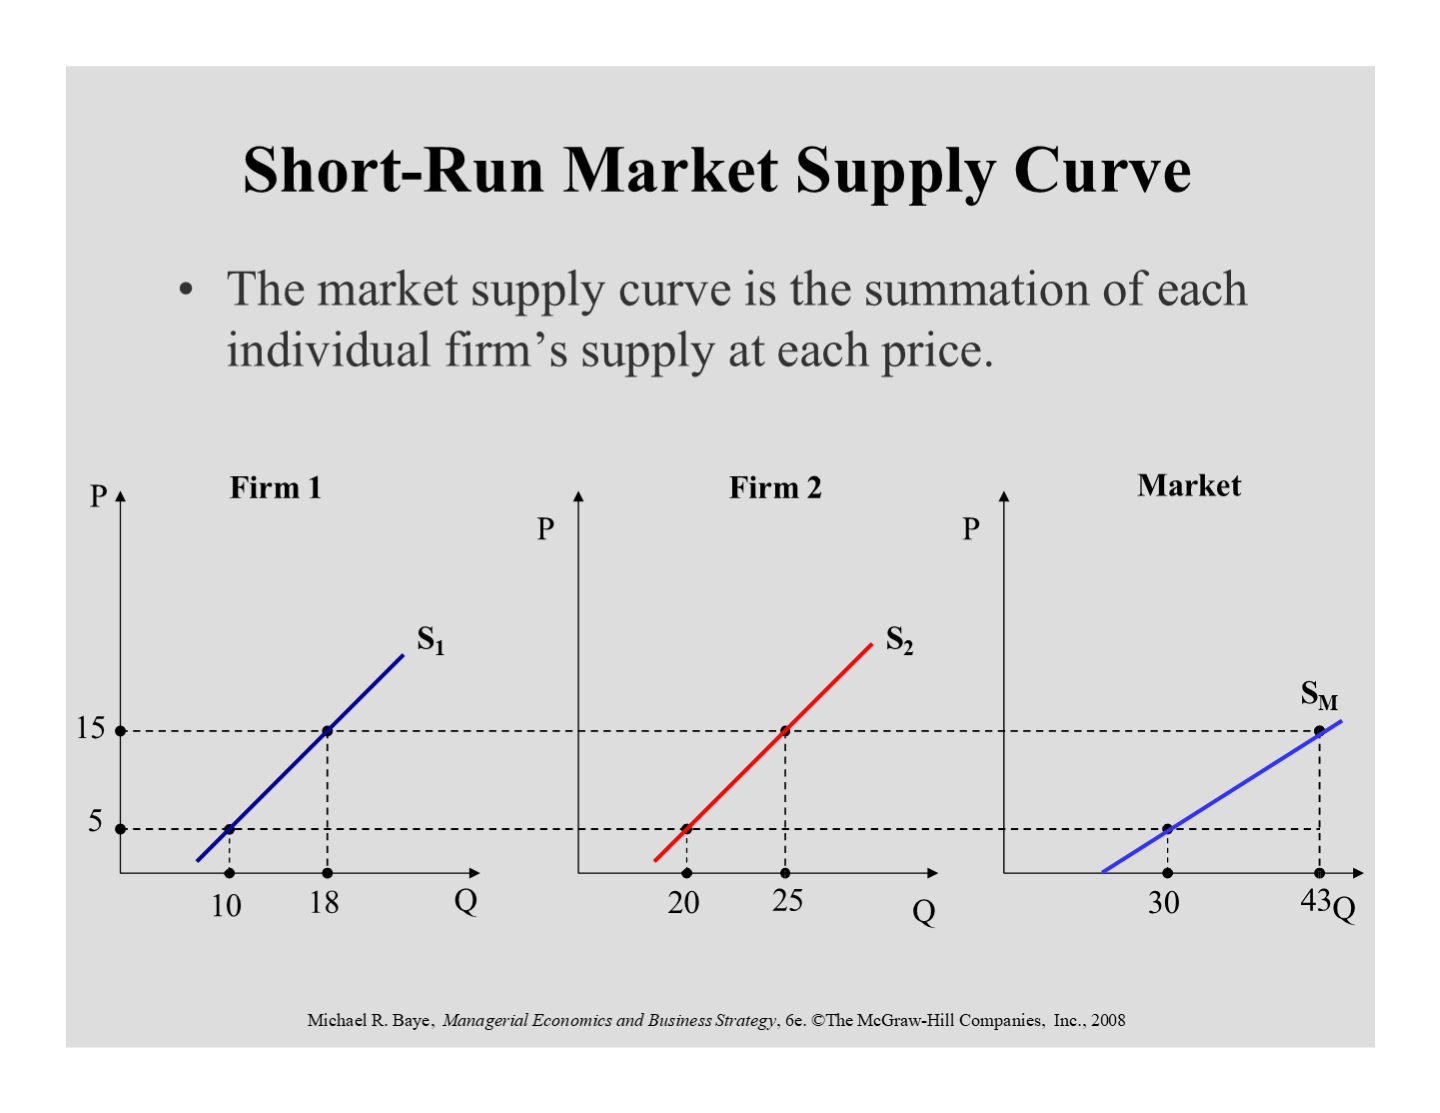 Short-Run Market Supply Curve
• The market supply curve is the summation of each
individual firm’s supply at each price.
Firm 1
Firm 2
Market
P
P
P
S1
S2
SM
15
5
10
18
Q
20
25
Q
30
43
Q
Michael R. Baye, Managerial Economics and Business Strategy, 6e. ©The McGraw-Hill Companies, Inc., 2008